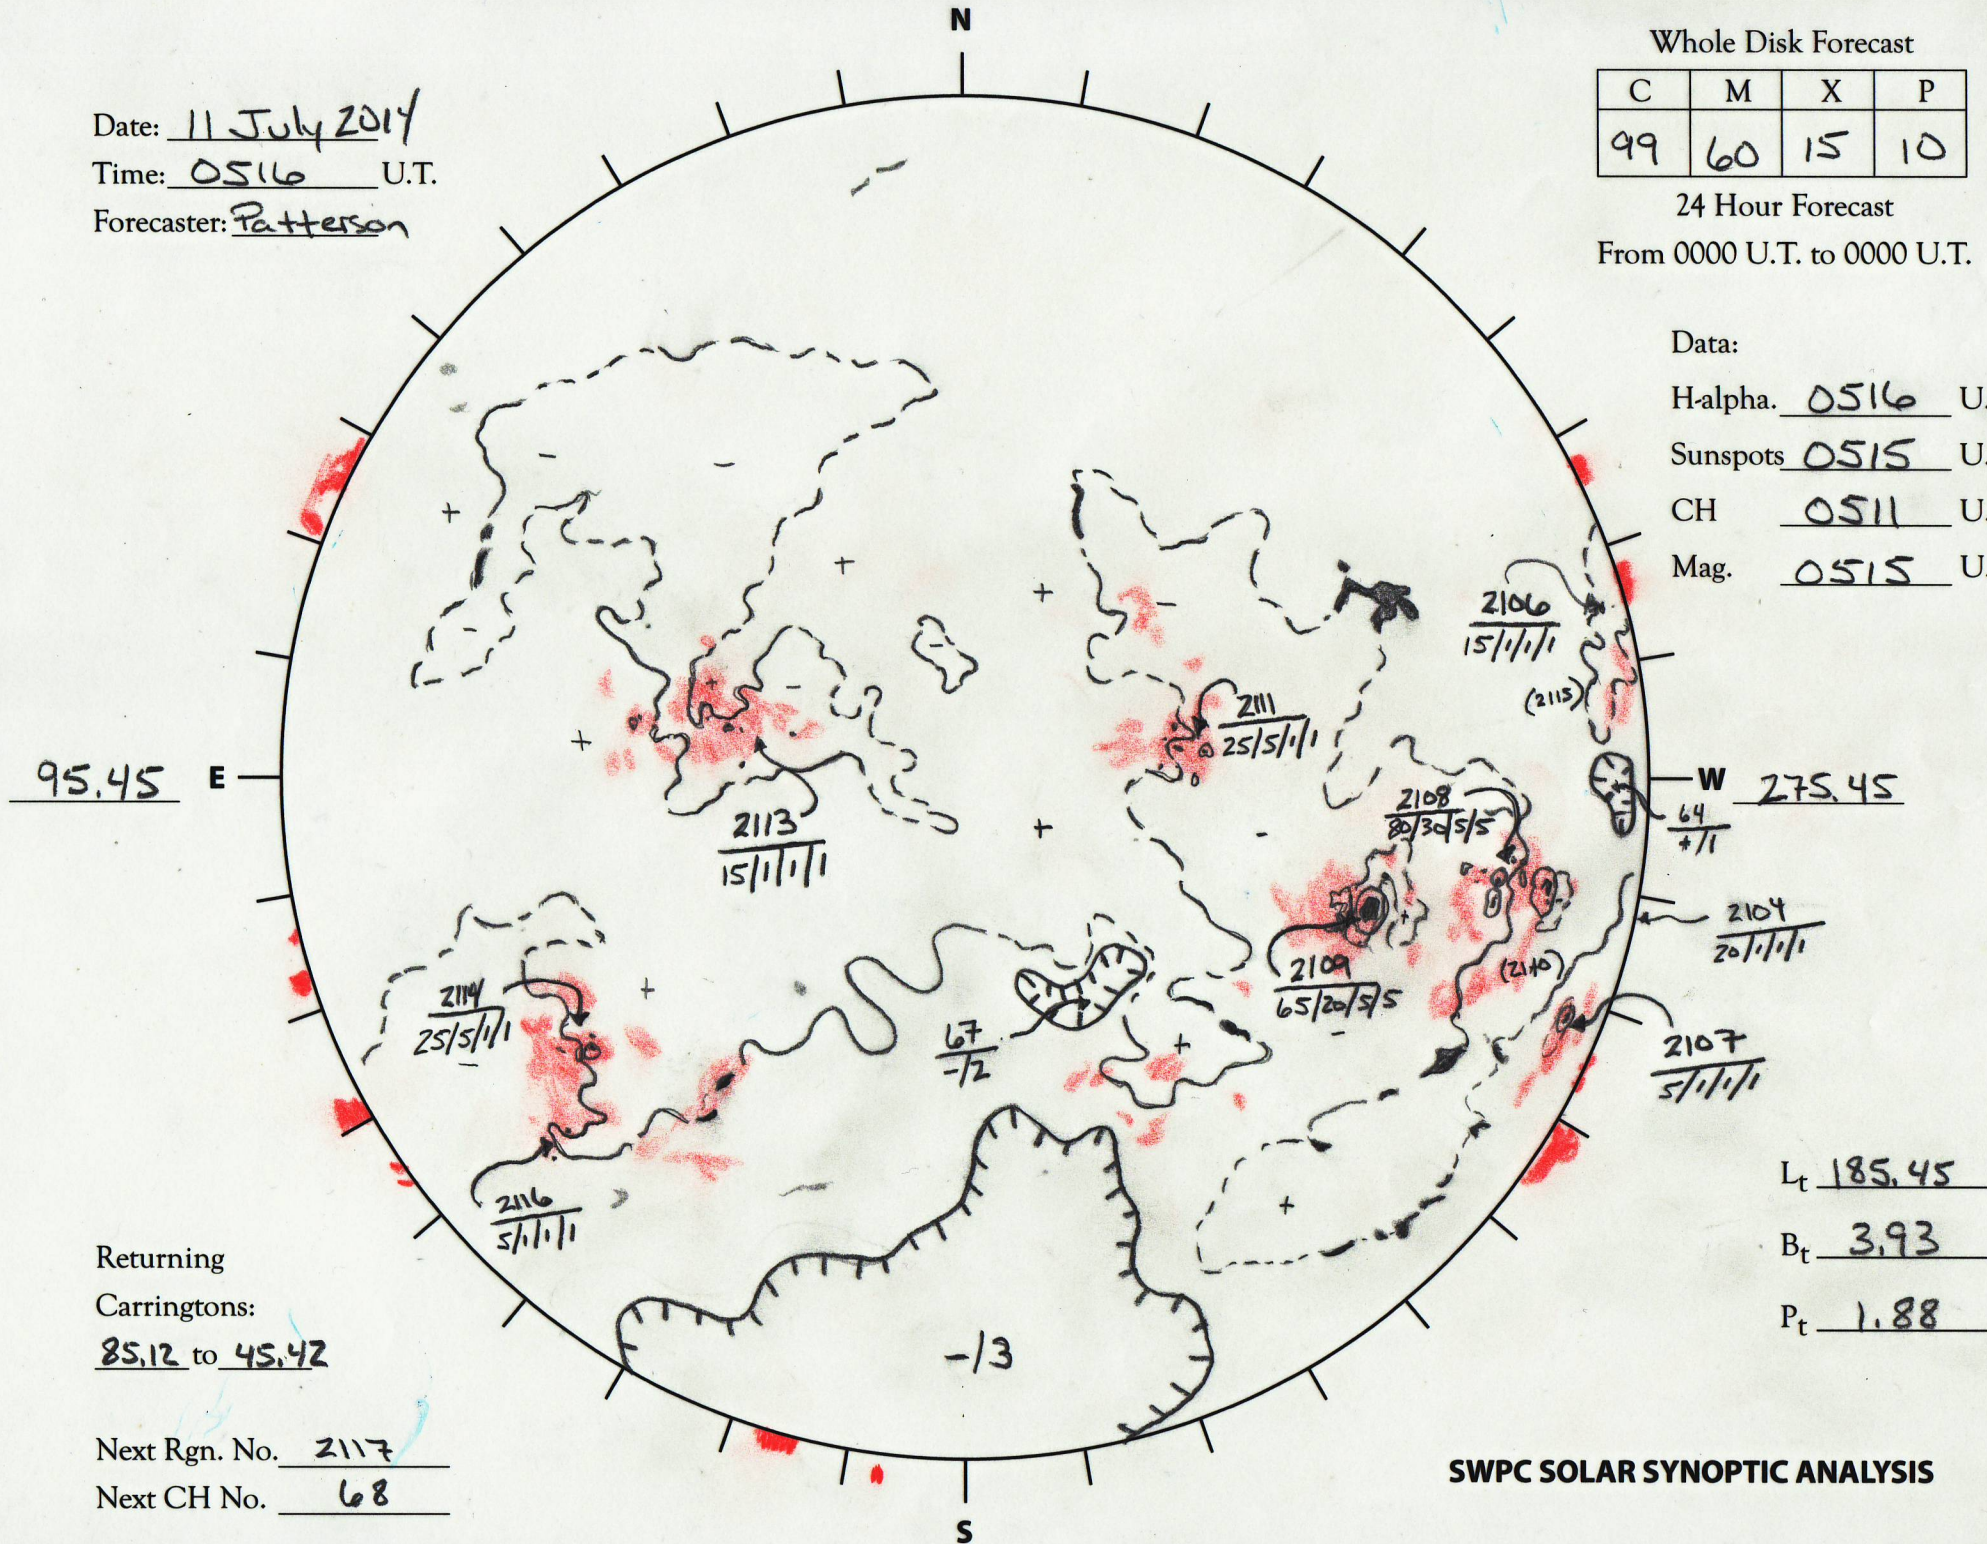 N
Date: 11 July 2014
Time: 0516 U.T.
Forecaster: Patterson
Whole Disk Forecast
C M X P
99 60 15 10
24 Hour Forecast
From 0000 U.T. to 0000 U.T.
Data:
H-alpha. 0516 U.
Sunspots 0515 U.
CH 0511 U.
Mag. 0515 U.
2106
15/1/1/1
(2115)
2111
25/5/1/1
95.45 E
W 275.45
64
+/1
2108
80/30/5/5
2113
15/1/1/1
2104
20/1/1/1
2109
65/20/5/5
(2110)
2114
25/5/1/1
67
-/2
2107
5/1/1/1
2116
5/1/1/1
Lt 185.45
Bt 3.93
Pt 1.88
Returning
Carringtons:
85.12 to 45.42
-/3
Next Rgn. No. 2117
Next CH No. 68
SWPC SOLAR SYNOPTIC ANALYSIS
S